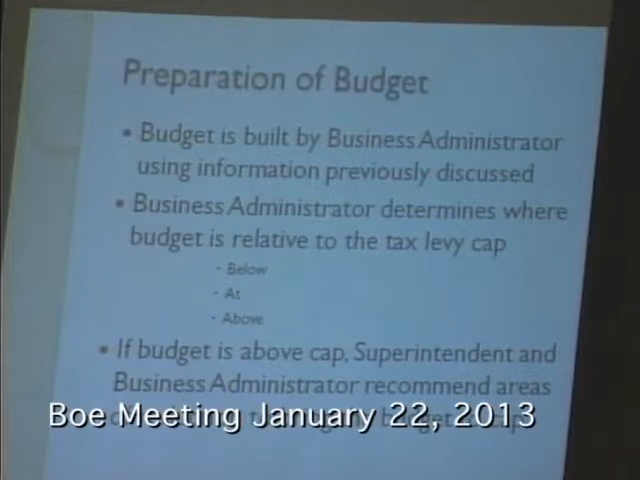 Preparation of Budget
• Budget is built by Business Administrator
using information previously discussed
• Business Administrator determines where
budget is relative to the tax levy cap
- Below
- At
- Above
• If budget is above cap, Superintendent and
Business Administrator recommend areas
Boe Meeting January 22, 2013